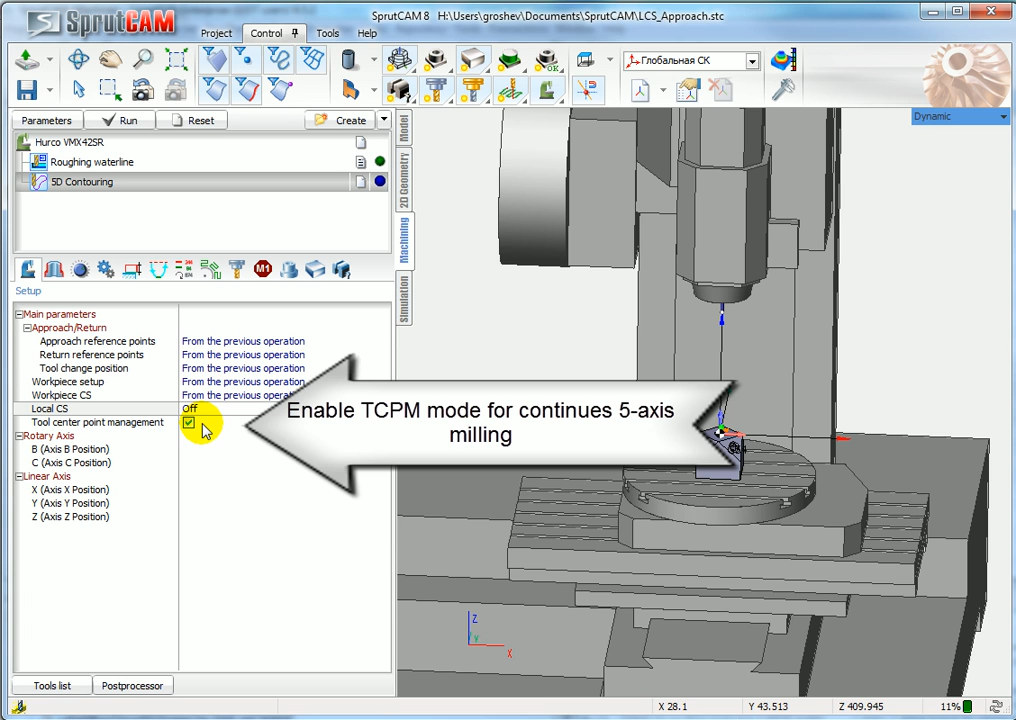 SprutCAM
SprutCAM 8 H:\Users\groshev\Documents\SprutCAM\LCS_Approach.stc
Project
Control
Tools
Help
OK
Глобальная СК
Parameters
Run
Reset
Create
Dynamic
Hurco VMX42SR
Roughing waterline
5D Contouring
Model
2D Geometry
Machining
Simulation
M1
Setup
Main parameters
Approach/Return
Approach reference points From the previous operation
Return reference points From the previous operation
Tool change position From the previous operation
Workpiece setup From the previous operation
Workpiece CS From the previous operation
Local CS Off
Tool center point management
Rotary Axis
B (Axis B Position)
C (Axis C Position)
Linear Axis
X (Axis X Position)
Y (Axis Y Position)
Z (Axis Z Position)
Enable TCPM mode for continues 5-axis
milling
Z
Y
X
Tools list
Postprocessor
X 28.1 Y 43.513 Z 409.945 11%